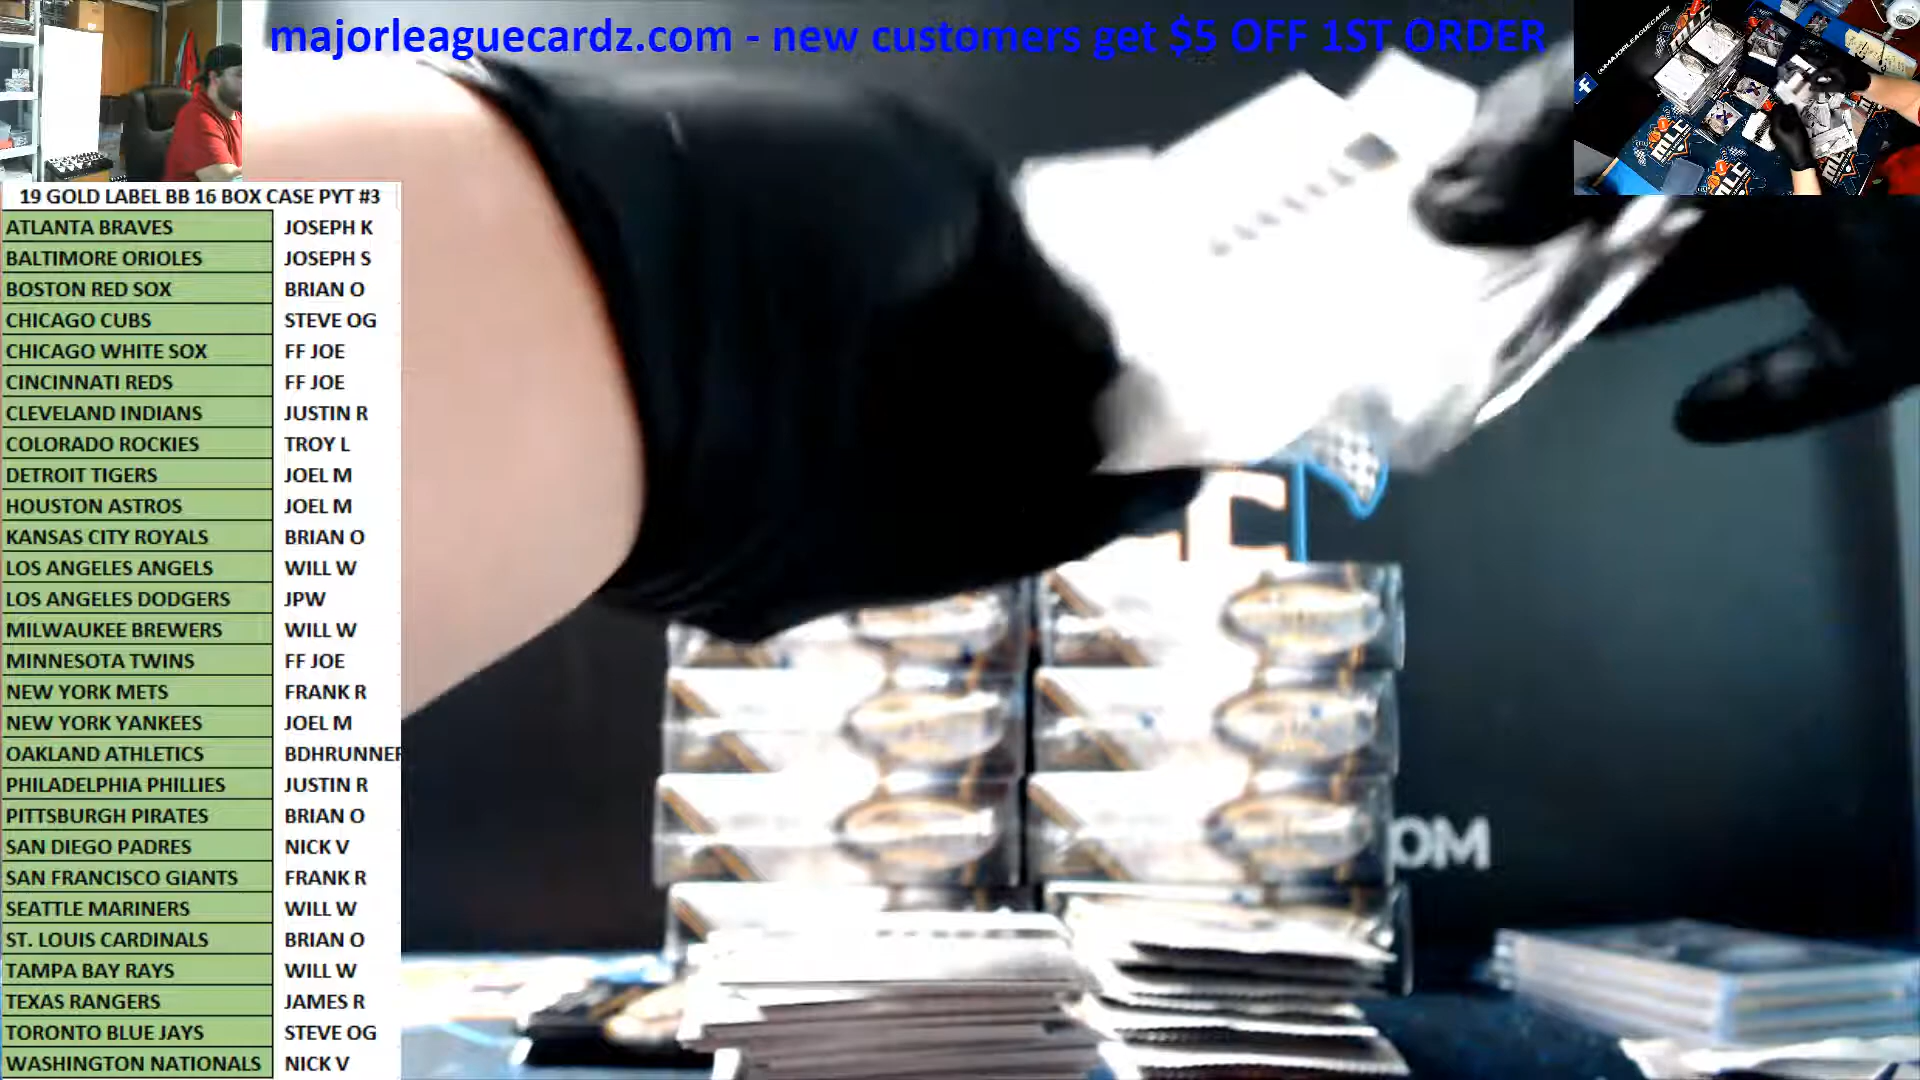 majorleaguecardz.com - new customers get $5 OFF 1ST ORDER
19 GOLD LABEL BB 16 BOX CASE PYT #3
ATLANTA BRAVES JOSEPH K
BALTIMORE ORIOLES JOSEPH S
BOSTON RED SOX BRIAN O
CHICAGO CUBS STEVE OG
CHICAGO WHITE SOX FF JOE
CINCINNATI REDS FF JOE
CLEVELAND INDIANS JUSTIN R
COLORADO ROCKIES TROY L
DETROIT TIGERS JOEL M
HOUSTON ASTROS JOEL M
KANSAS CITY ROYALS BRIAN O
LOS ANGELES ANGELS WILL W
LOS ANGELES DODGERS JPW
MILWAUKEE BREWERS WILL W
MINNESOTA TWINS FF JOE
NEW YORK METS FRANK R
NEW YORK YANKEES JOEL M
OAKLAND ATHLETICS BDHRUNNER
PHILADELPHIA PHILLIES JUSTIN R
PITTSBURGH PIRATES BRIAN O
SAN DIEGO PADRES NICK V
SAN FRANCISCO GIANTS FRANK R
SEATTLE MARINERS WILL W
ST. LOUIS CARDINALS BRIAN O
TAMPA BAY RAYS WILL W
TEXAS RANGERS JAMES R
TORONTO BLUE JAYS STEVE OG
WASHINGTON NATIONALS NICK V
@MAJORLEAGUECARDZ
MLC
MLC
OM